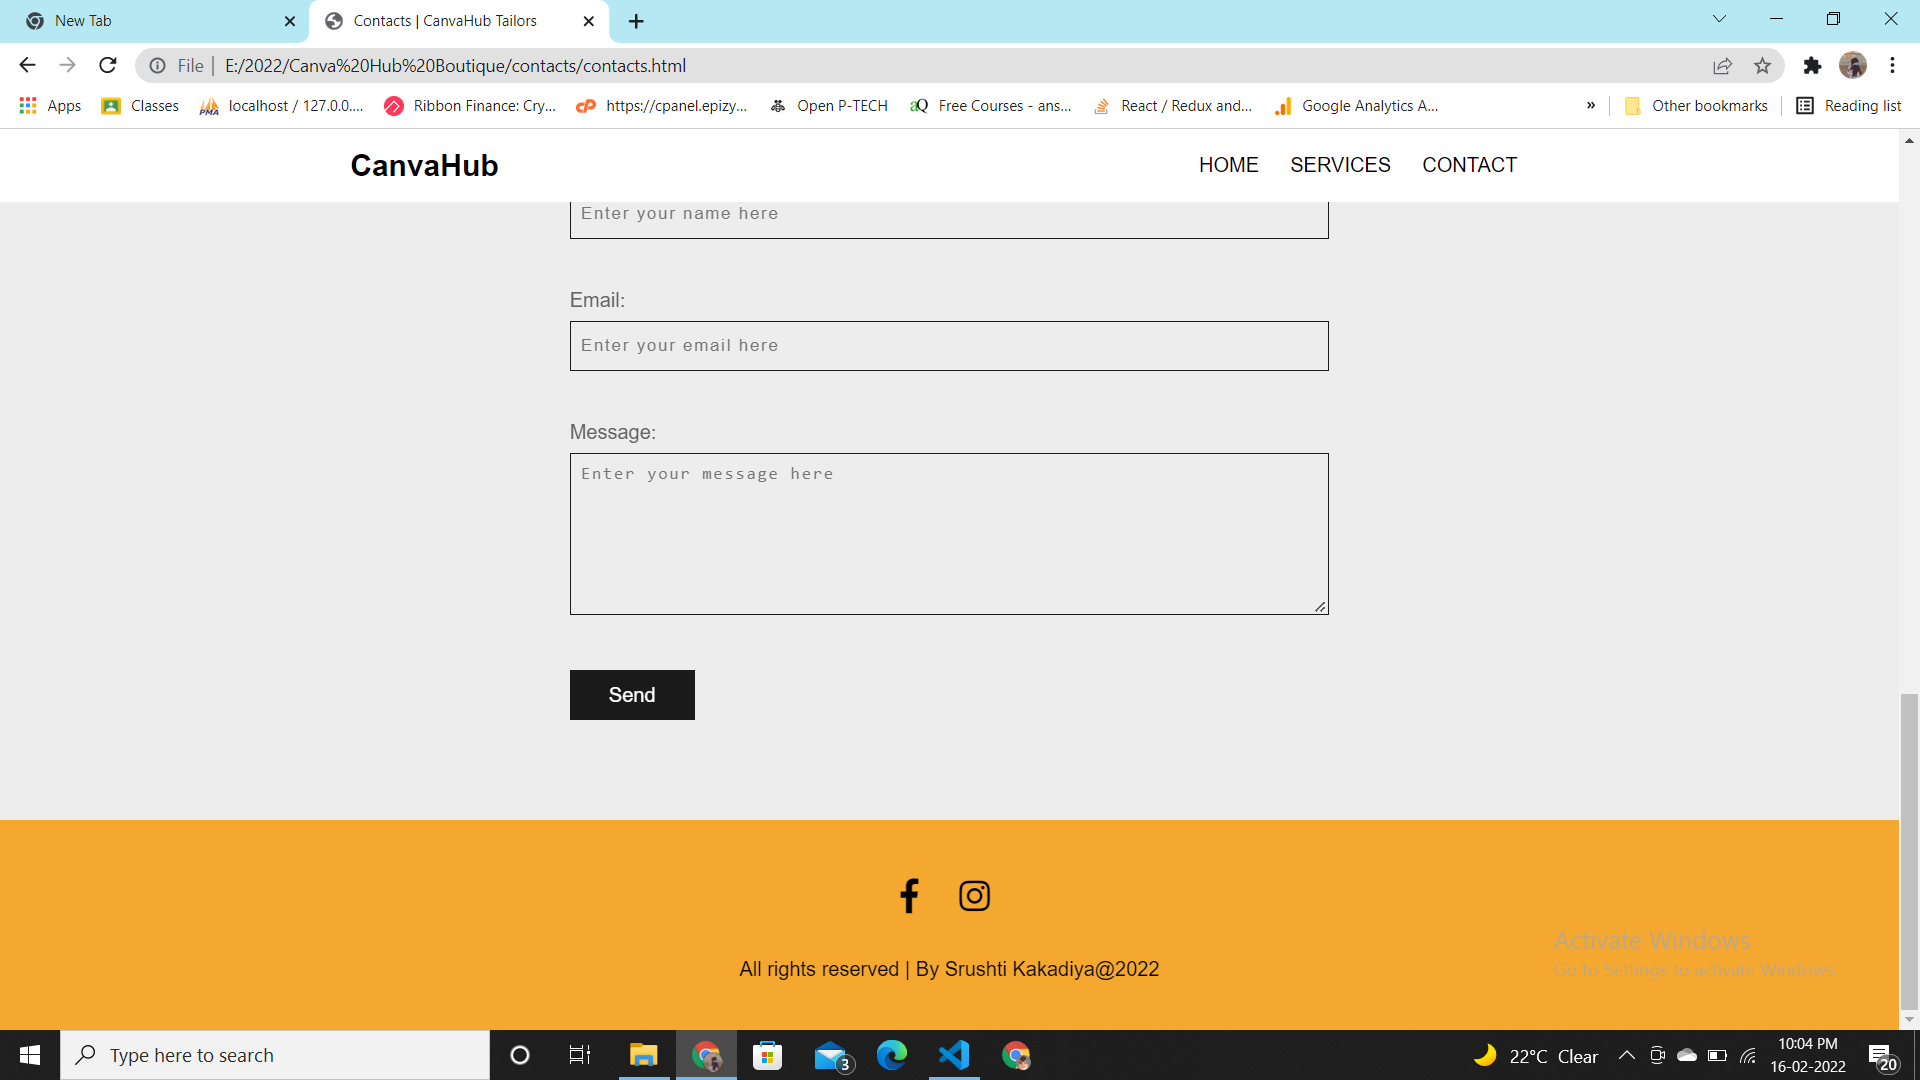 New Tab
Contacts | CanvaHub Tailors
File | E:/2022/Canva%20Hub%20Boutique/contacts/contacts.html
Apps
Classes
localhost / 127.0.0....
Ribbon Finance: Cry...
https://cpanel.epizy...
Open P-TECH
Free Courses - ans...
React / Redux and...
Google Analytics A...
»
Other bookmarks
Reading list
CanvaHub
HOME
SERVICES
CONTACT
Enter your name here
Email:
Enter your email here
Message:
Enter your message here
Send
All rights reserved | By Srushti Kakadiya@2022
Activate Windows
Go to Settings to activate Windows.
Type here to search
3
22°C Clear
10:04 PM
16-02-2022
20